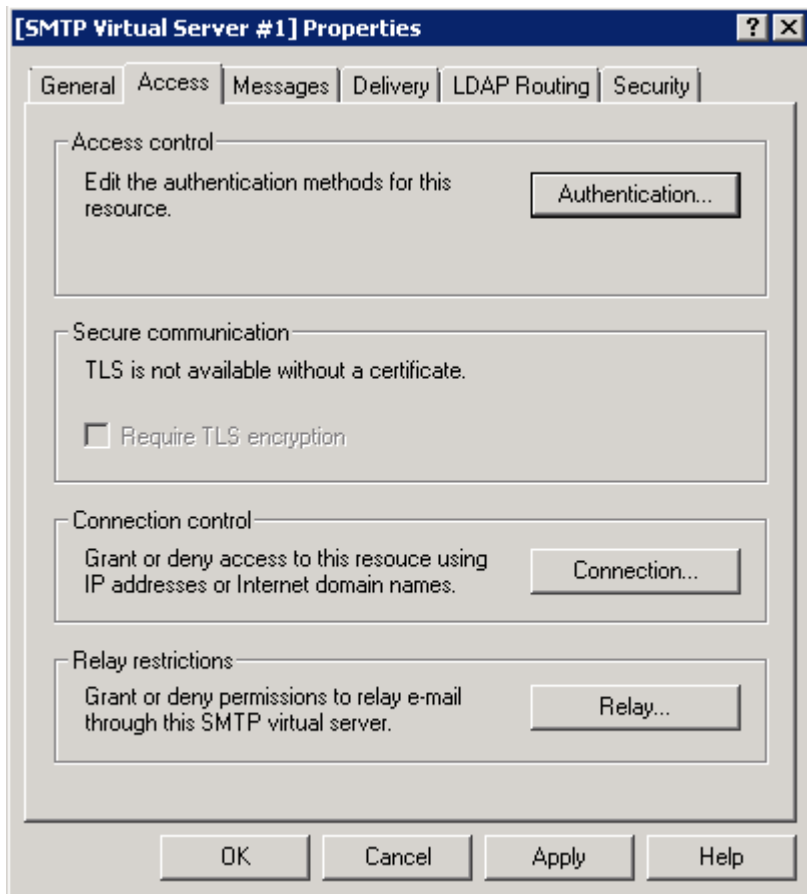 [SMTP Virtual Server #1] Properties
General Access Messages Delivery LDAP Routing Security
Access control
Edit the authentication methods for this
resource.
Authentication...
Secure communication
TLS is not available without a certificate.
Require TLS encryption
Connection control
Grant or deny access to this resouce using
IP addresses or Internet domain names.
Connection...
Relay restrictions
Grant or deny permissions to relay e-mail
through this SMTP virtual server.
Relay...
OK Cancel Apply Help